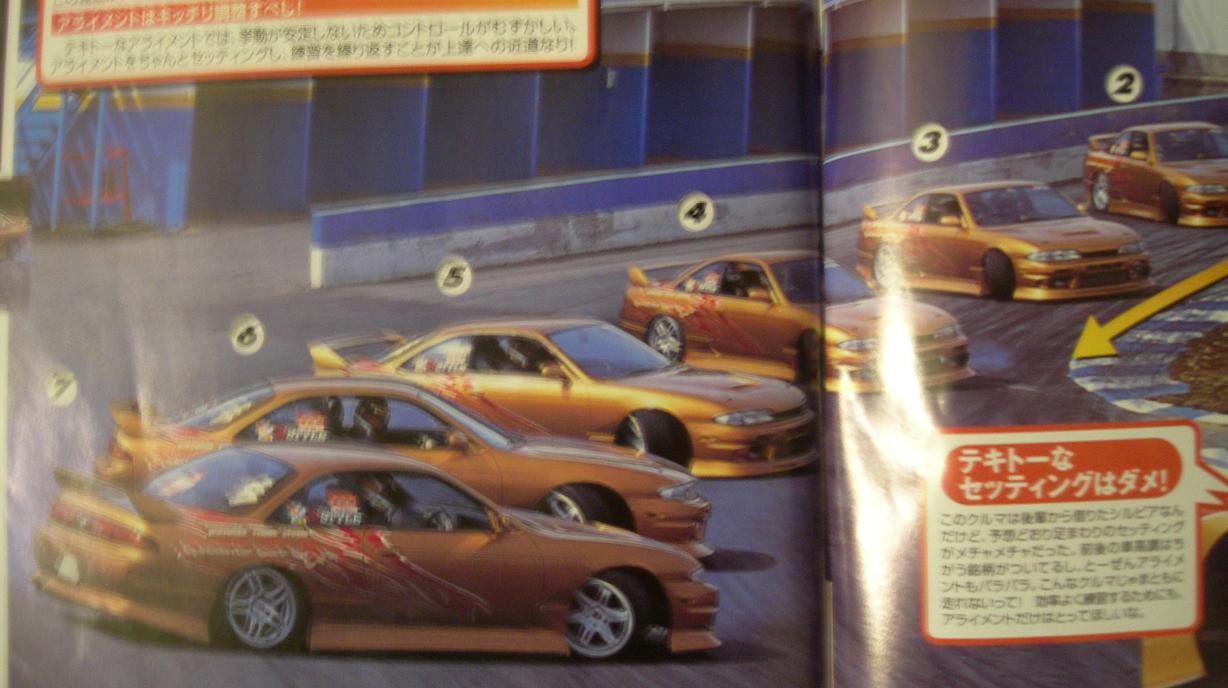 アライメントはキッチリ調整すべし!
テキトーなアライメントでは、挙動が安定しないためコントロールがむずかしい。
アライメントをちゃんとセッティングし、練習を繰り返すことが上達への近道なり!
2
3
4
5
6
7
STYLE
STYLE
テキトーな
セッティングはダメ!
このクルマは後輩から借りたシルビアなん
だけど、予想どおり足まわりのセッティング
がメチャメチャだった。前後の車高調はち
がう銘柄がついてるし、とーぜんアライメ
ントもバラバラ。こんなクルマじゃまともに
走れないって! 効率よく練習するためにも、
アライメントだけはとってほしいな。